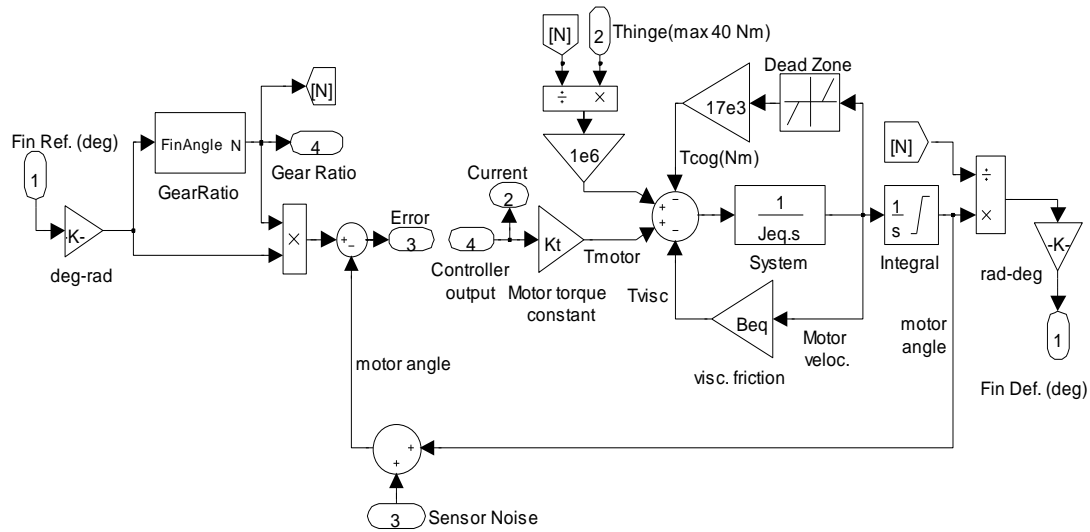 [N]
2
Thinge(max 40 Nm)
Dead Zone
÷
×
17e3
1e6
Tcog(Nm)
[N]
Fin Ref. (deg)
1
FinAngle N
GearRatio
4
Gear Ratio
-K-
deg-rad
×
+
−
Error
3
Current
2
4
Controller
output
Kt
Motor torque
constant
Tmotor
+
+
−
−
1
Jeq.s
System
1
s
Integral
[N]
÷
×
-K-
rad-deg
1
Fin Def. (deg)
Tvisc
Beq
visc. friction
Motor
veloc.
motor
angle
motor angle
+
+
3
Sensor Noise